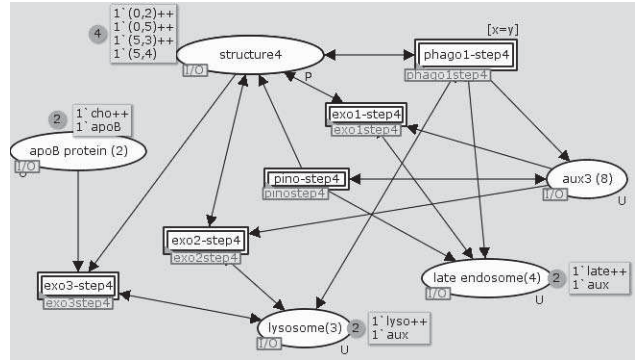 4
1`(0,2)++
1`(0,5)++
1`(5,3)++
1`(5,4)
structure4
I/O
P
[x=y]
phago1-step4
phago1step4
2
1`cho++
1`apoB
apoB protein (2)
I/O
exo1-step4
exo1step4
pino-step4
pinostep4
aux3 (8)
I/O
U
exo2-step4
exo2step4
exo3-step4
exo3step4
late endosome(4)
I/O
U
2
1`late++
1`aux
lysosome(3)
I/O
U
2
1`lyso++
1`aux